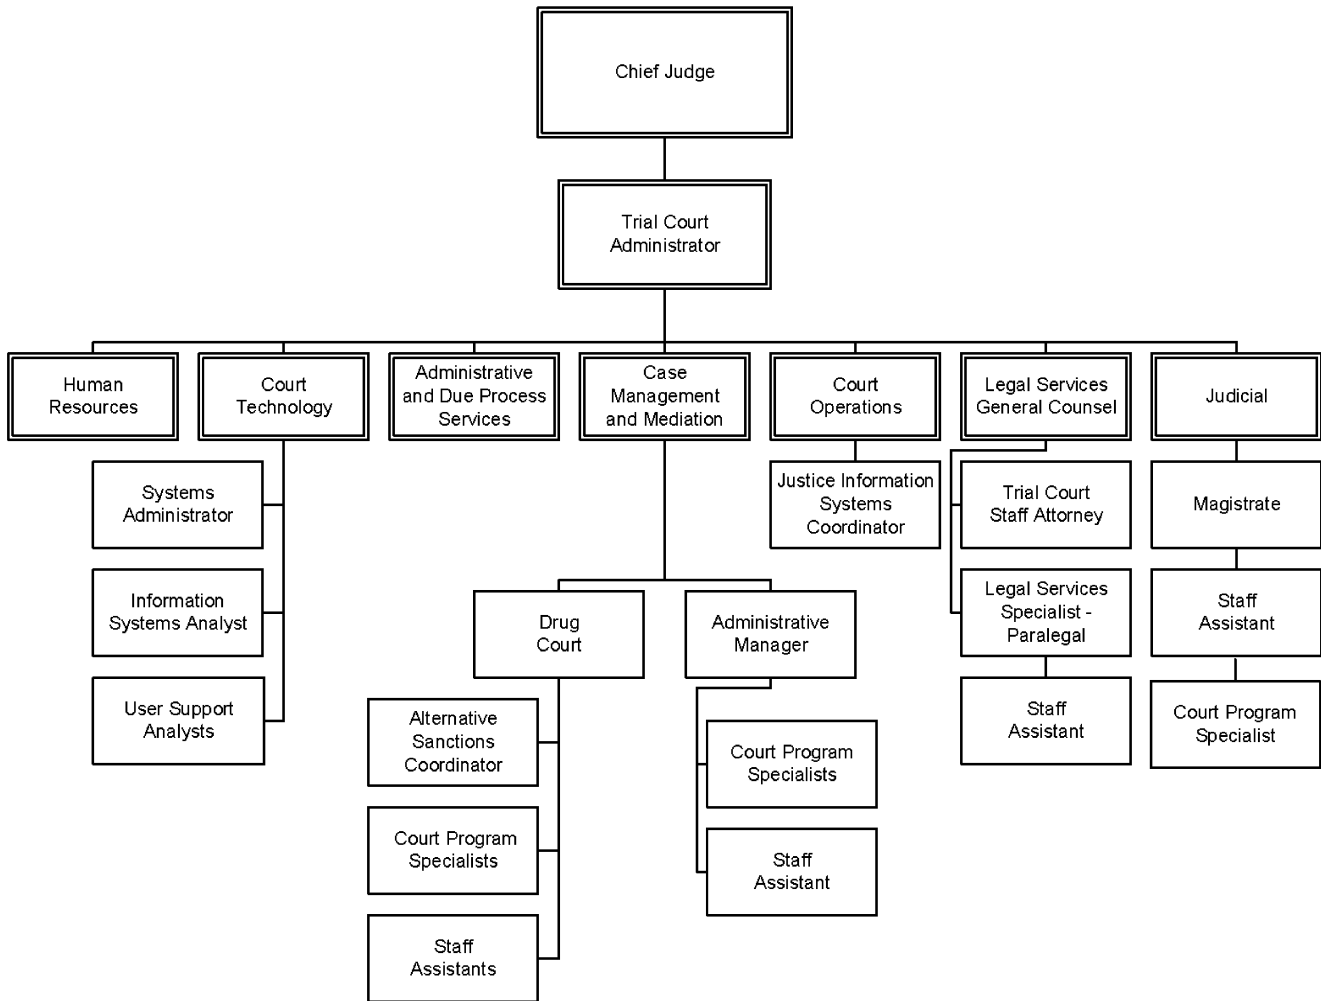 Chief Judge
Trial Court
Administrator
Human
Resources
Court
Technology
Administrative
and Due Process
Services
Case
Management
and Mediation
Court
Operations
Legal Services
General Counsel
Judicial
Systems
Administrator
Information
Systems Analyst
User Support
Analysts
Justice Information
Systems
Coordinator
Trial Court
Staff Attorney
Legal Services
Specialist -
Paralegal
Staff
Assistant
Magistrate
Staff
Assistant
Court Program
Specialist
Drug
Court
Administrative
Manager
Alternative
Sanctions
Coordinator
Court Program
Specialists
Staff
Assistants
Court Program
Specialists
Staff
Assistant